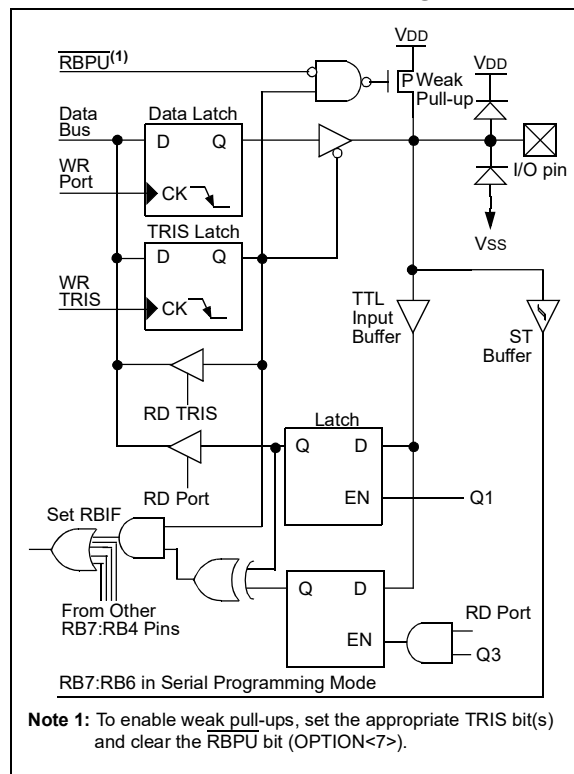 VDD
RBPU(1)
P Weak
Pull-up
VDD
Data
Bus
Data Latch
D Q
WR
Port
CK
I/O pin
TRIS Latch
D Q
VSS
WR
TRIS
CK
TTL
Input
Buffer
ST
Buffer
RD TRIS
Latch
Q D
RD Port
EN
Q1
Set RBIF
Q D
RD Port
From Other
RB7:RB4 Pins
EN
Q3
RB7:RB6 in Serial Programming Mode
Note 1: To enable weak pull-ups, set the appropriate TRIS bit(s)
and clear the RBPU bit (OPTION<7>).